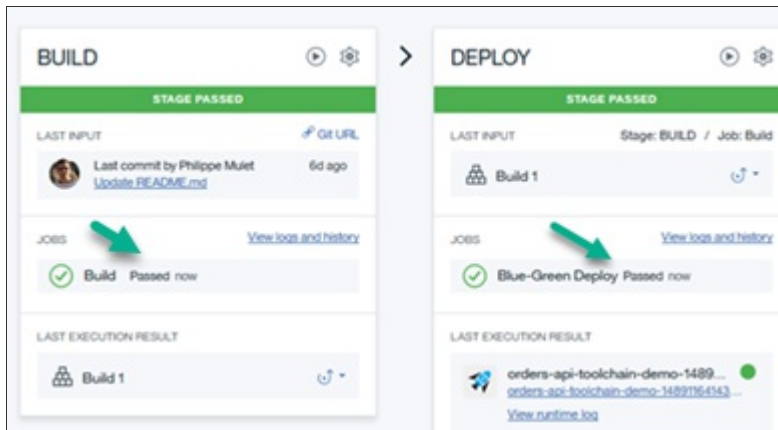 BUILD
STAGE PASSED
LAST INPUT
Git URL
Last commit by Philippe Mulet
6d ago
Update README.md
JOBS
View logs and history
Build Passed now
LAST EXECUTION RESULT
Build 1
DEPLOY
STAGE PASSED
LAST INPUT
Stage: BUILD / Job: Build
Build 1
JOBS
View logs and history
Blue-Green Deploy Passed now
LAST EXECUTION RESULT
orders-api-toolchain-demo-1489...
orders-api-toolchain-demo-14891164143...
View runtime log